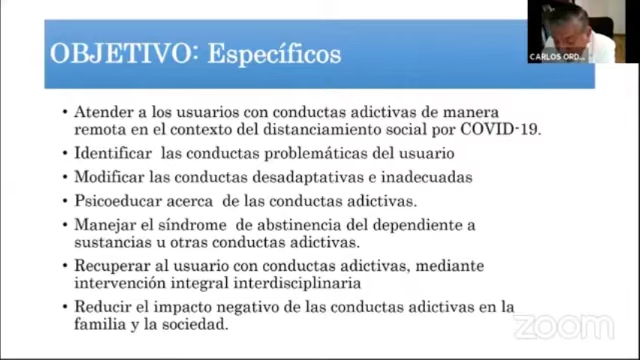 OBJETIVO: Específicos
CARLOS ORD...
• Atender a los usuarios con conductas adictivas de manera
remota en el contexto del distanciamiento social por COVID-19.
• Identificar las conductas problemáticas del usuario
• Modificar las conductas desadaptativas e inadecuadas
• Psicoeducar acerca de las conductas adictivas.
• Manejar el síndrome de abstinencia del dependiente a
sustancias u otras conductas adictivas.
• Recuperar al usuario con conductas adictivas, mediante
intervención integral interdisciplinaria
• Reducir el impacto negativo de las conductas adictivas en la
familia y la sociedad.
zoom